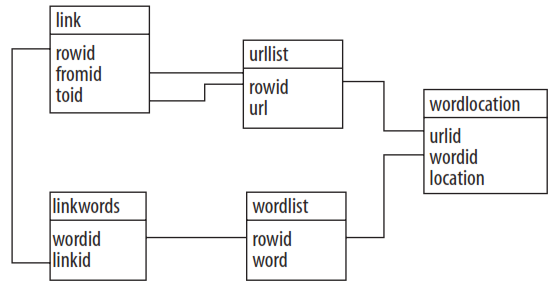 link
rowid
fromid
toid
urllist
rowid
url
wordlocation
urlid
wordid
location
linkwords
wordid
linkid
wordlist
rowid
word